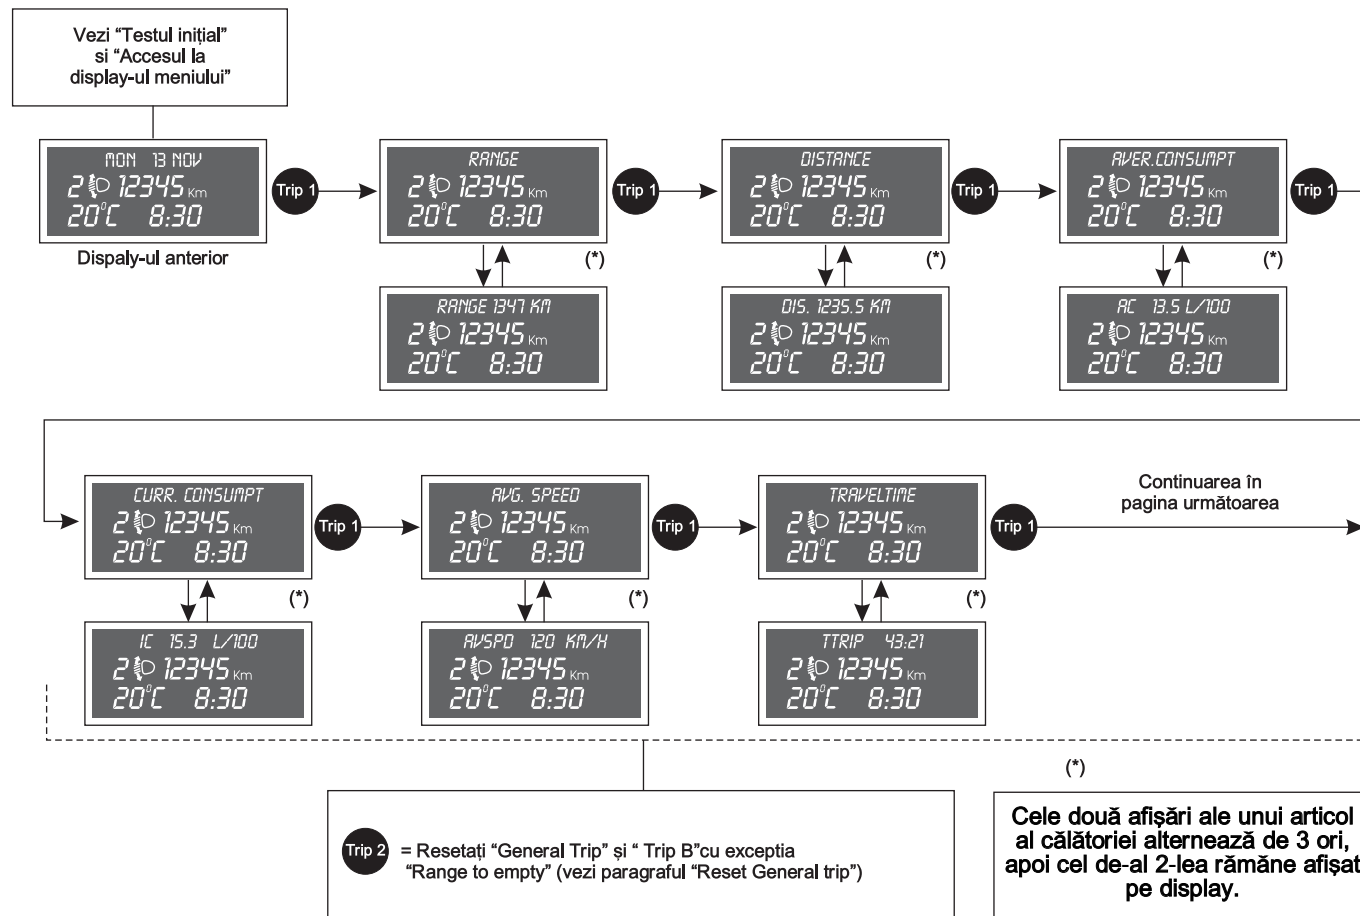 Vezi “Testul inițial”
si “Accesul la
display-ul meniului”
MON 13 NOV
2 12345 Km
20°C 8:30
Dispaly-ul anterior
Trip 1
RANGE
2 12345 Km
20°C 8:30
(*)
RANGE 1347 KM
2 12345 Km
20°C 8:30
Trip 1
DISTANCE
2 12345 Km
20°C 8:30
(*)
DIS. 1235.5 KM
2 12345 Km
20°C 8:30
Trip 1
AVER.CONSUMPT
2 12345 Km
20°C 8:30
(*)
AC 13.5 L/100
2 12345 Km
20°C 8:30
Trip 1
CURR. CONSUMPT
2 12345 Km
20°C 8:30
(*)
IC 15.3 L/100
2 12345 Km
20°C 8:30
Trip 1
AVG. SPEED
2 12345 Km
20°C 8:30
(*)
AVSPD 120 KM/H
2 12345 Km
20°C 8:30
Trip 1
TRAVELTIME
2 12345 Km
20°C 8:30
(*)
TTRIP 43:21
2 12345 Km
20°C 8:30
Trip 1
Continuarea în
pagina următoarea
Trip 2 = Resetați “General Trip” și “ Trip B”cu exceptia
“Range to empty” (vezi paragraful “Reset General trip”)
(*)
Cele două afișări ale unui articol
al călătoriei alternează de 3 ori,
apoi cel de-al 2-lea rămăne afișat
pe display.